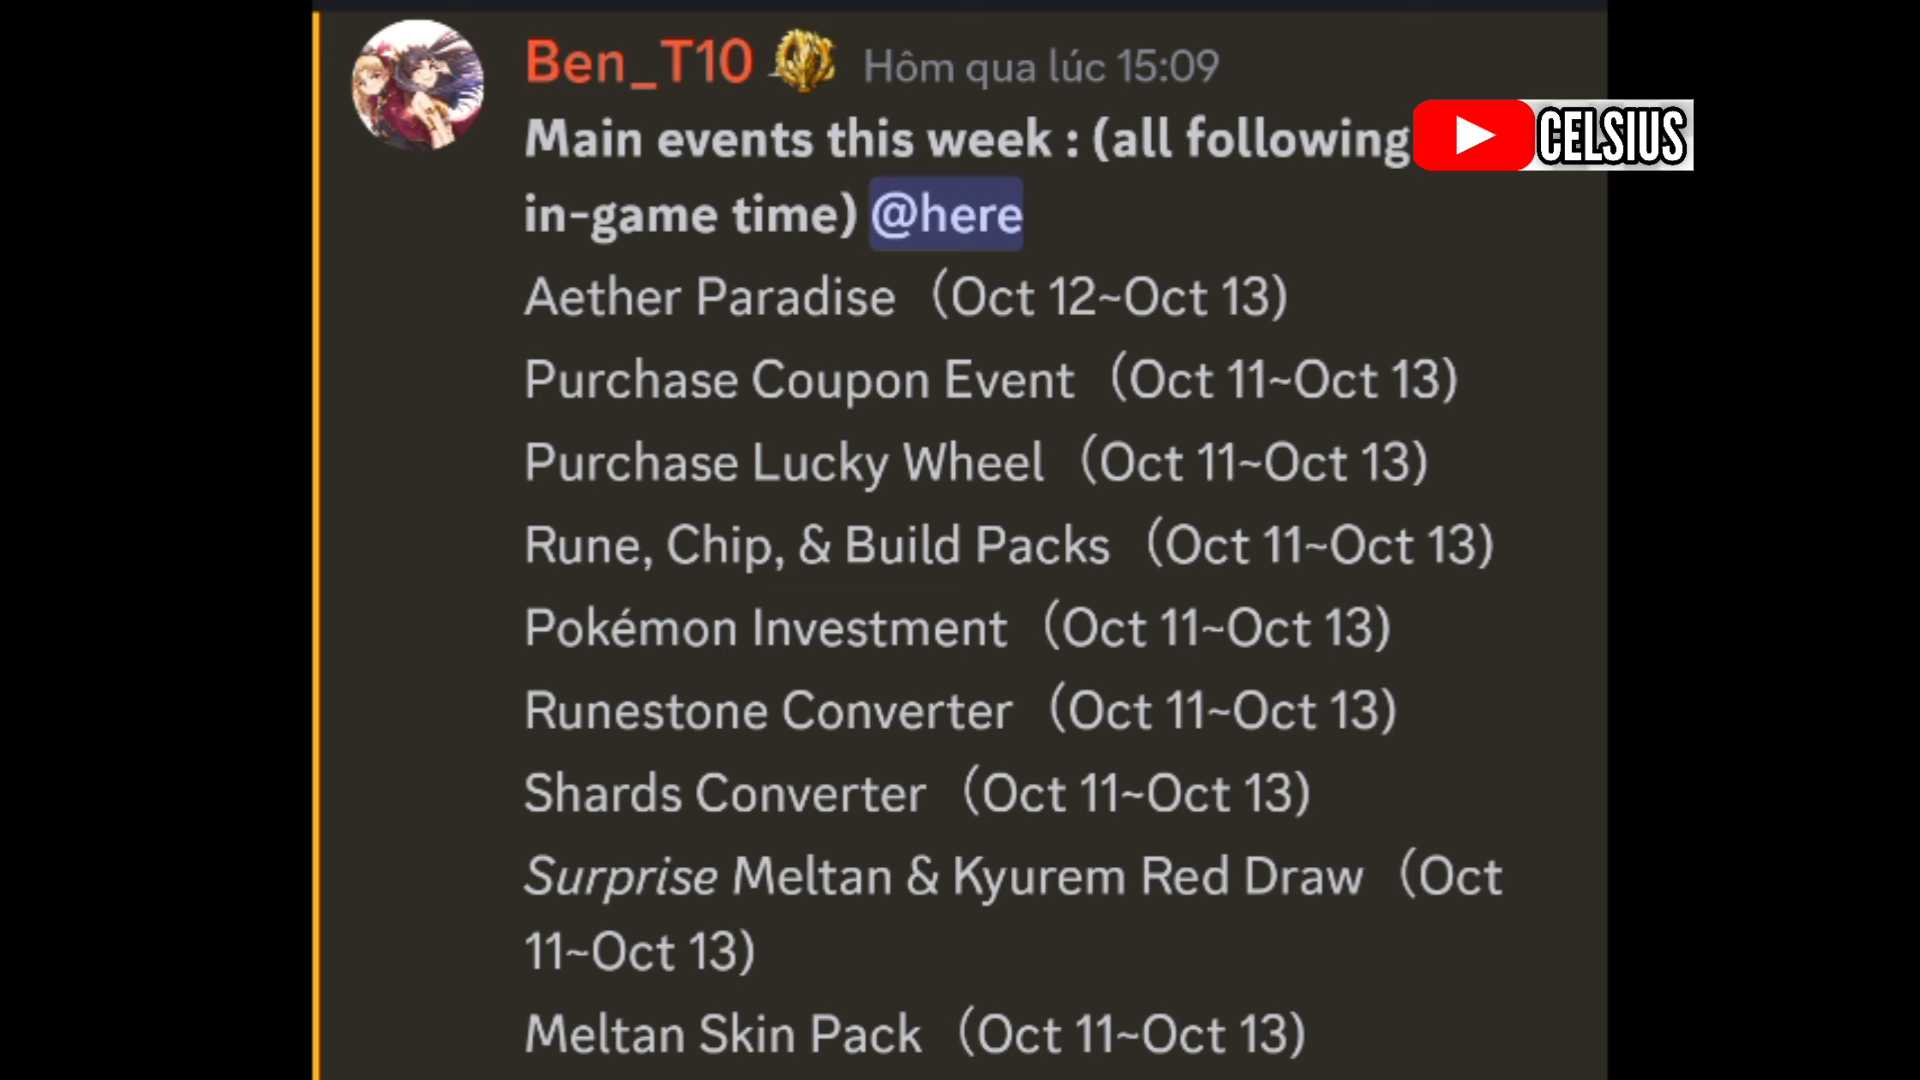 Ben_T10 Hôm qua lúc 15:09
Main events this week : (all following
CELSIUS
in-game time) @here
Aether Paradise（Oct 12~Oct 13)
Purchase Coupon Event（Oct 11~Oct 13)
Purchase Lucky Wheel（Oct 11~Oct 13)
Rune, Chip, & Build Packs（Oct 11~Oct 13)
Pokémon Investment（Oct 11~Oct 13)
Runestone Converter（Oct 11~Oct 13)
Shards Converter（Oct 11~Oct 13)
Surprise Meltan & Kyurem Red Draw（Oct
11~Oct 13)
Meltan Skin Pack（Oct 11~Oct 13)